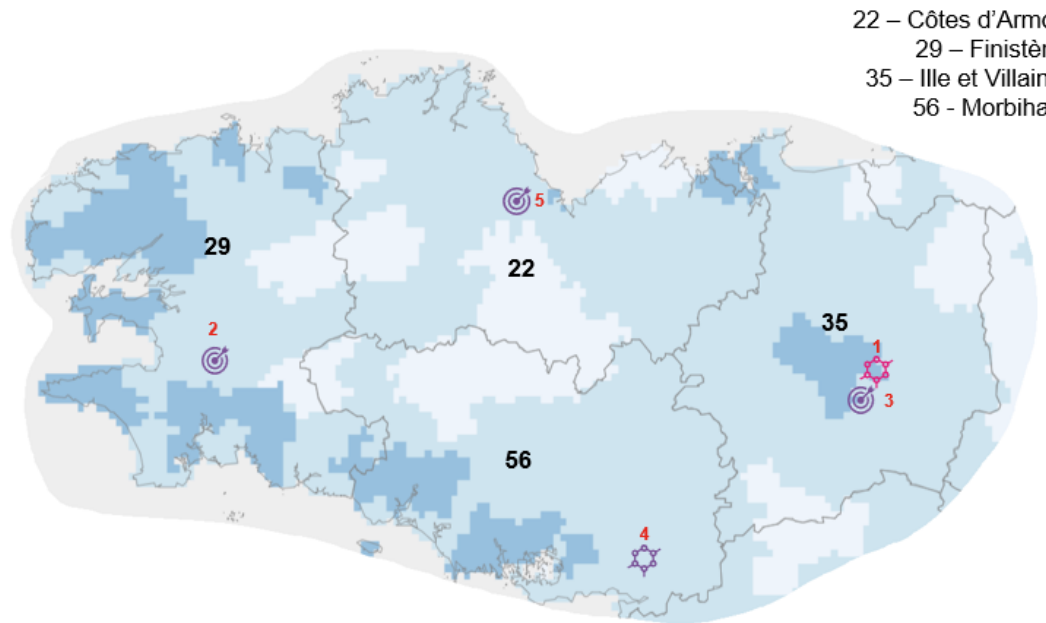 22 – Côtes d’Armo
29 – Finistèr
35 – Ille et Villain
56 - Morbiha
5
29
22
2
35
1
3
56
4